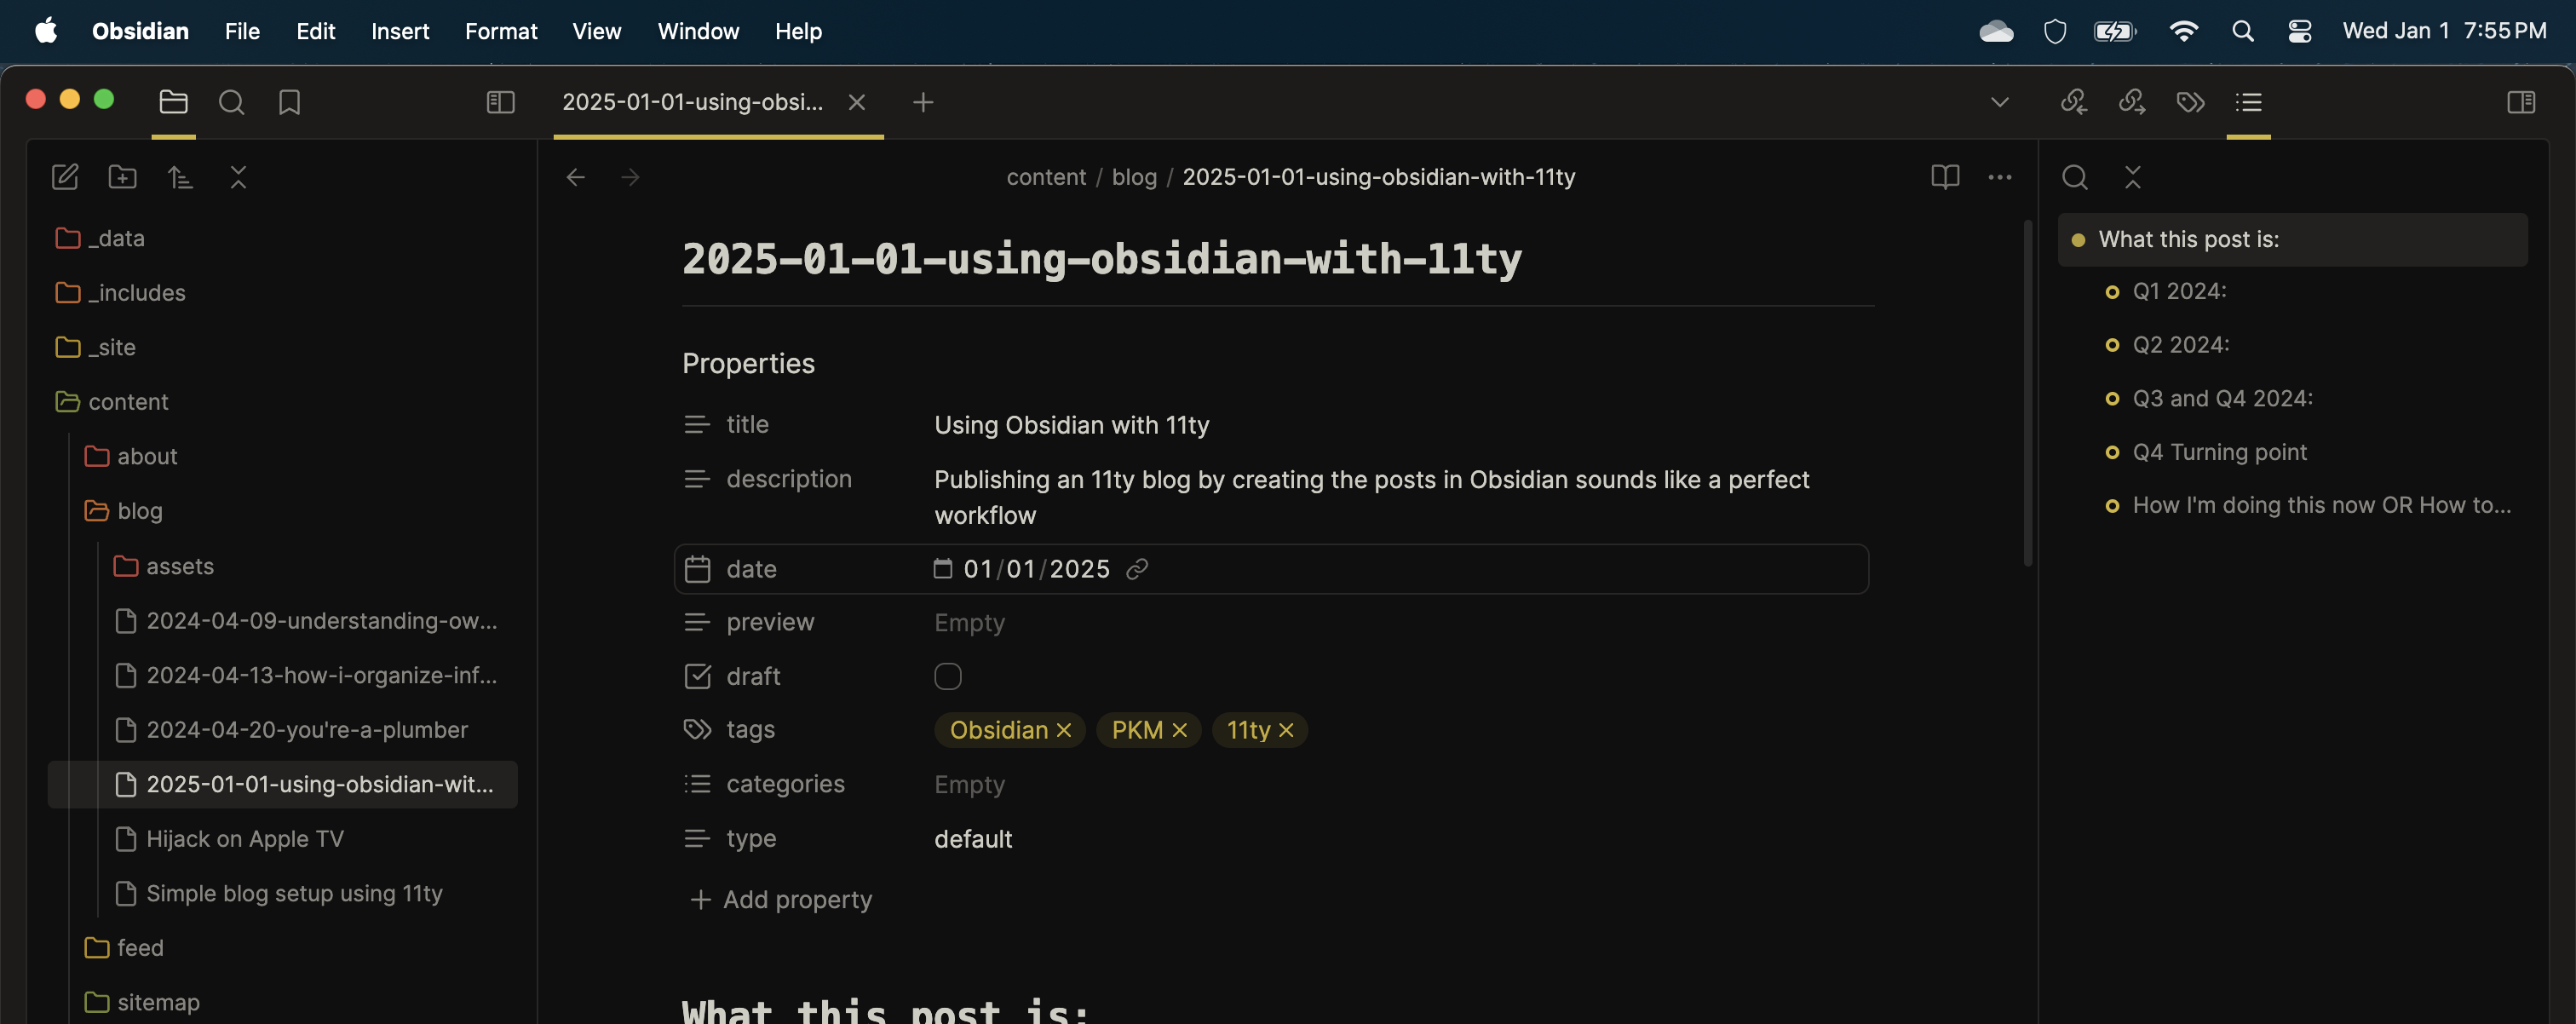 Obsidian File Edit Insert Format View Window Help Wed Jan 1 7:55 PM
2025-01-01-using-obsi...
content / blog / 2025-01-01-using-obsidian-with-11ty
_data
_includes
_site
content
about
blog
assets
2024-04-09-understanding-ow...
2024-04-13-how-i-organize-inf...
2024-04-20-you're-a-plumber
2025-01-01-using-obsidian-wit...
Hijack on Apple TV
Simple blog setup using 11ty
feed
sitemap
2025-01-01-using-obsidian-with-11ty
Properties
title Using Obsidian with 11ty
description Publishing an 11ty blog by creating the posts in Obsidian sounds like a perfect
workflow
date 01/01/2025
preview Empty
draft
tags Obsidian PKM 11ty
categories Empty
type default
Add property
What this post is:
What this post is:
Q1 2024:
Q2 2024:
Q3 and Q4 2024:
Q4 Turning point
How I'm doing this now OR How to...